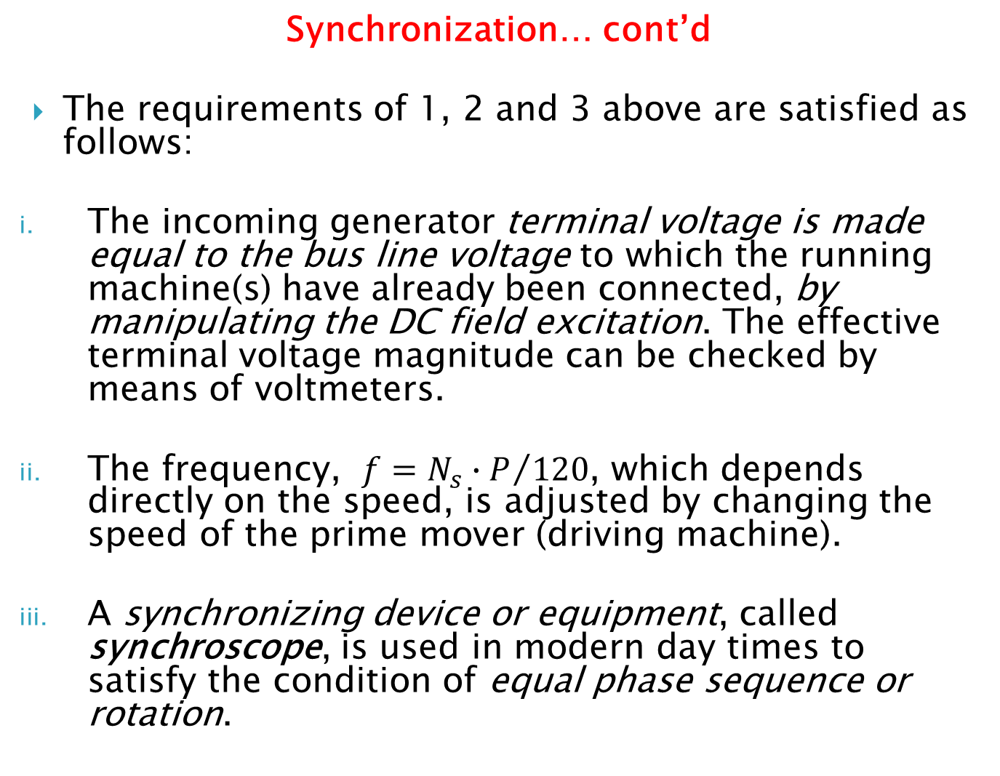 Synchronization... cont’d
The requirements of 1, 2 and 3 above are satisfied as
follows:
i. The incoming generator terminal voltage is made
equal to the bus line voltage to which the running
machine(s) have already been connected, by
manipulating the DC field excitation. The effective
terminal voltage magnitude can be checked by
means of voltmeters.
ii. The frequency, f = Nₛ · P/120, which depends
directly on the speed, is adjusted by changing the
speed of the prime mover (driving machine).
iii. A synchronizing device or equipment, called
synchroscope, is used in modern day times to
satisfy the condition of equal phase sequence or
rotation.